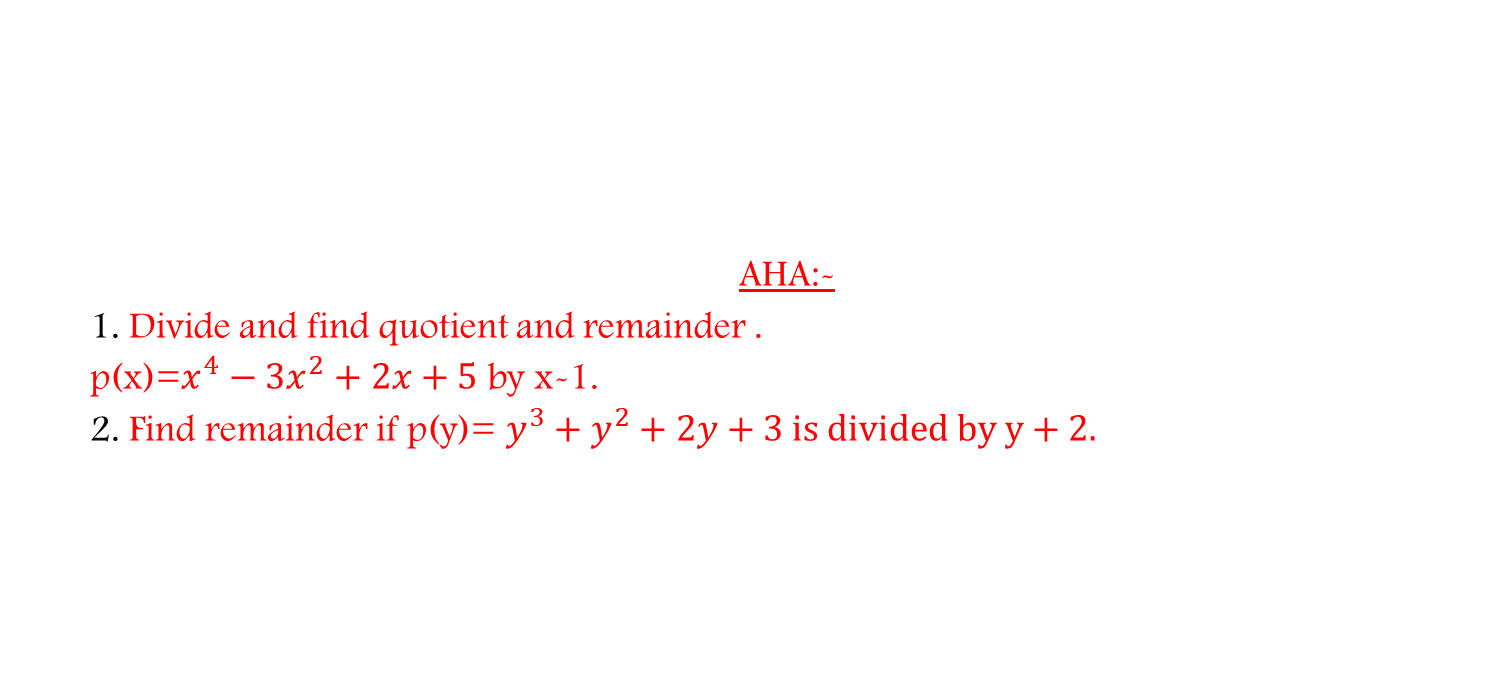 AHA:-
1. Divide and find quotient and remainder .
p(x)=x⁴ − 3x² + 2x + 5 by x-1.
2. Find remainder if p(y)= y³ + y² + 2y + 3 is divided by y + 2.